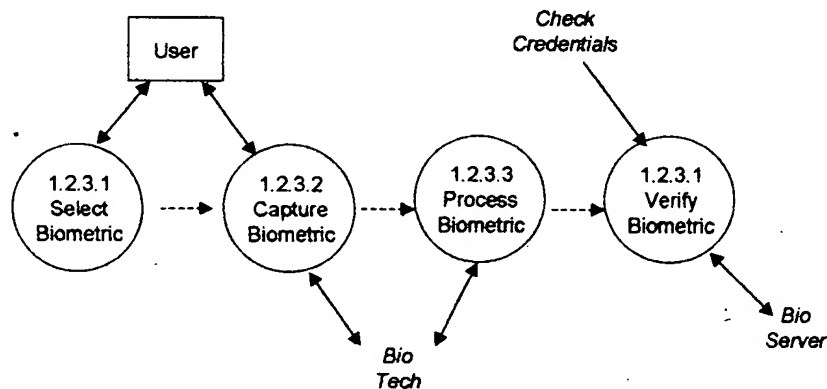 User
Check
Credentials
1.2.3.1
Select
Biometric
1.2.3.2
Capture
Biometric
1.2.3.3
Process
Biometric
1.2.3.1
Verify
Biometric
Bio
Tech
Bio
Server